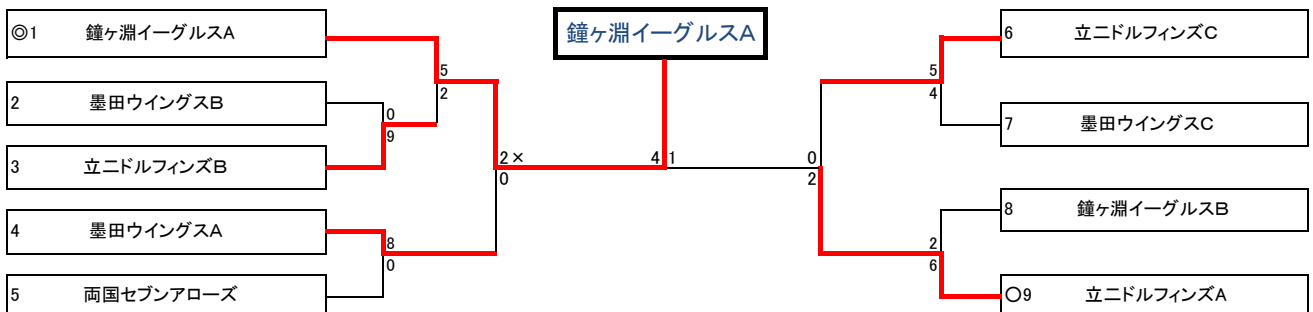 鐘ヶ淵イーグルスA
◎1 鐘ヶ淵イーグルスA
2 墨田ウイングスB
3 立二ドルフィンズB
4 墨田ウイングスA
5 両国セブンアローズ
5
2
0
9
8
0
2×
0
4 1
0
2
5
4
2
6
6 立二ドルフィンズC
7 墨田ウイングスC
8 鐘ヶ淵イーグルスB
○9 立二ドルフィンズA